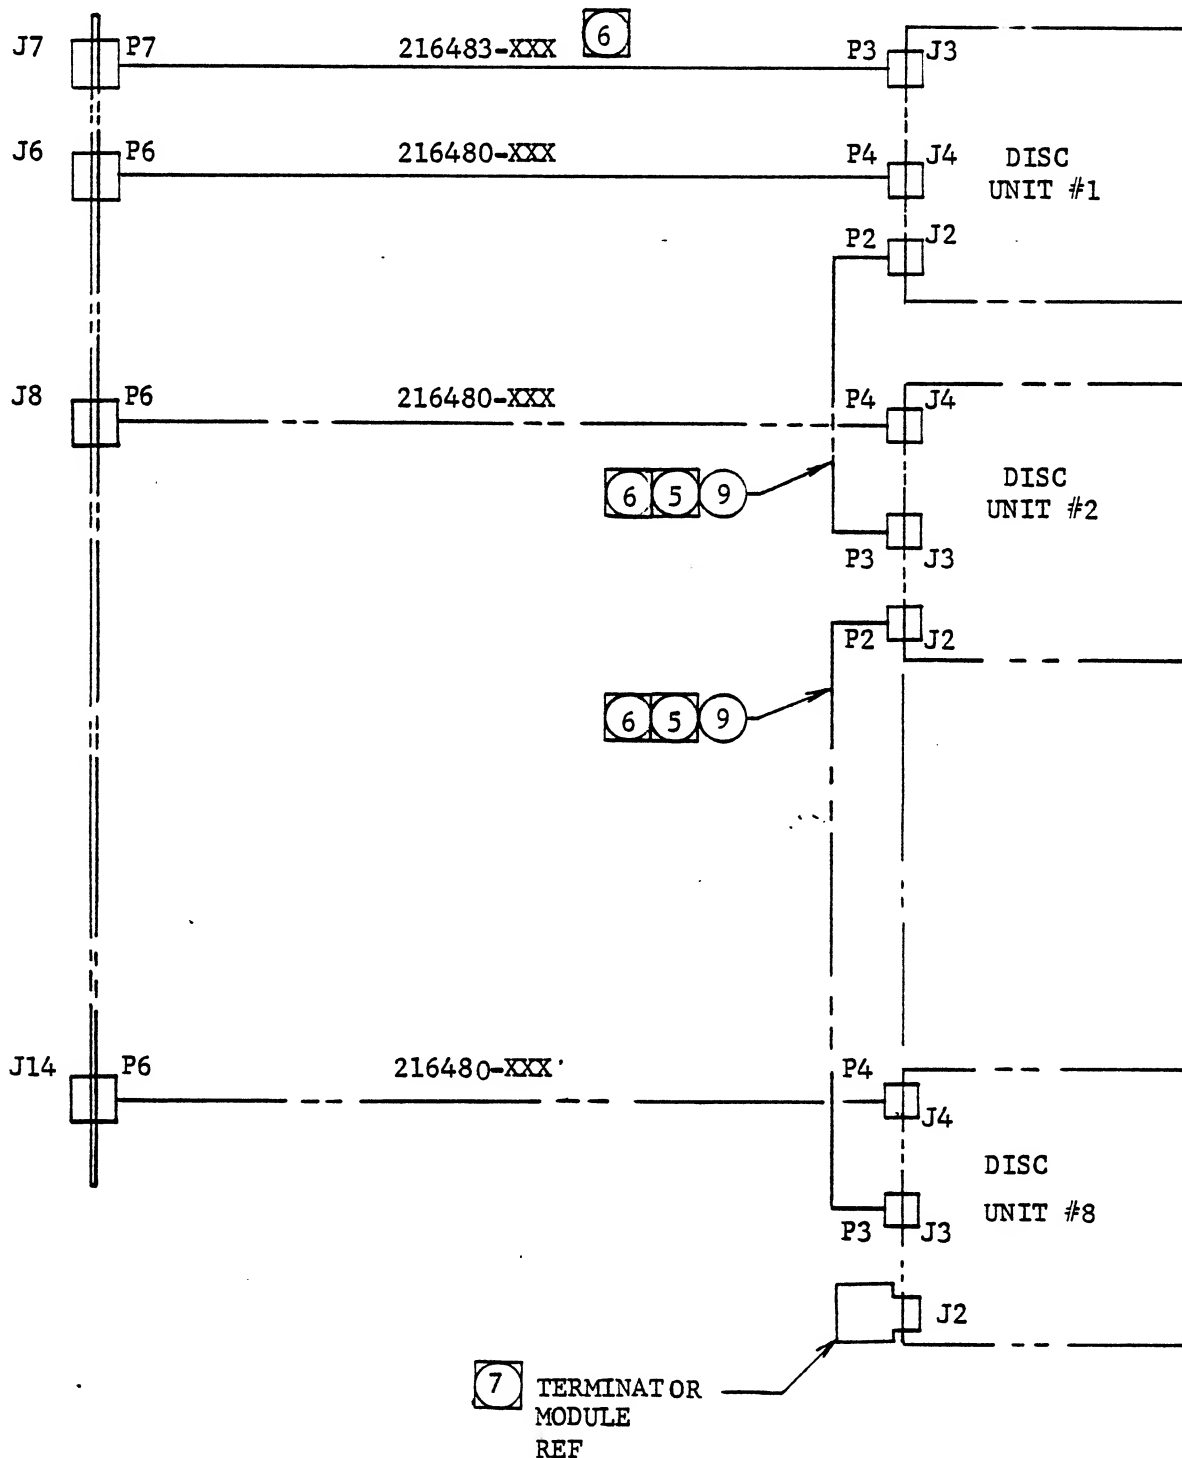 J7 P7 216483-XXX 6 P3 J3
J6 P6 216480-XXX P4 J4 DISC
UNIT #1
P2 J2
J8 P6 216480-XXX P4 J4
6 5 9 DISC
UNIT #2
P3 J3
P2 J2
6 5 9
J14 P6 216480-XXX P4
J4
DISC
UNIT #8
P3 J3
J2
7 TERMINATOR
MODULE
REF